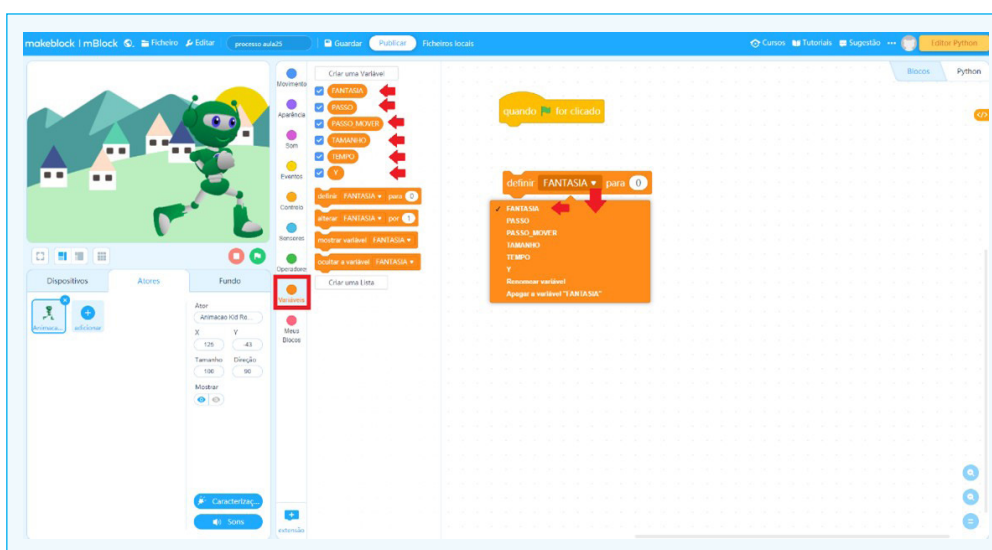 makeblock | mBlock Ficheiro Editar processo aula25 Guardar Publicar Ficheiros locais Cursos Tutoriais Sugestão Editor Python
Blocos Python
Movimento
Aparência
Som
Eventos
Controlo
Sensores
Operadores
Variáveis
Meus
Blocos
extensão
Criar uma Variável
FANTASIA
PASSO
PASSO_MOVER
TAMANHO
TEMPO
Y
definir FANTASIA para 0
alterar FANTASIA por 1
mostrar variável FANTASIA
ocultar a variável FANTASIA
Criar uma Lista
quando for clicado
definir FANTASIA para 0
FANTASIA
PASSO
PASSO_MOVER
TAMANHO
TEMPO
Y
Renomear variável
Apagar a variável "FANTASIA"
Dispositivos Atores Fundo
Animaca...
adicionar
Ator
Animacao Kid Ro...
X Y
126 -43
Tamanho Direção
100 90
Mostrar
Caracterizaç...
Sons